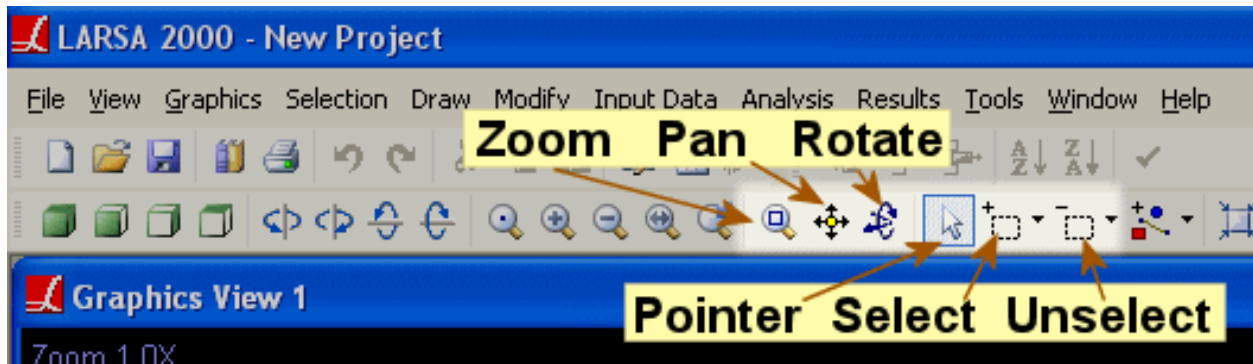 LARSA 2000 - New Project
File View Graphics Selection Draw Modify Input Data Analysis Results Tools Window Help
Zoom Pan Rotate
A Z Z A
Pointer Select Unselect
Graphics View 1
Zoom 1.0X